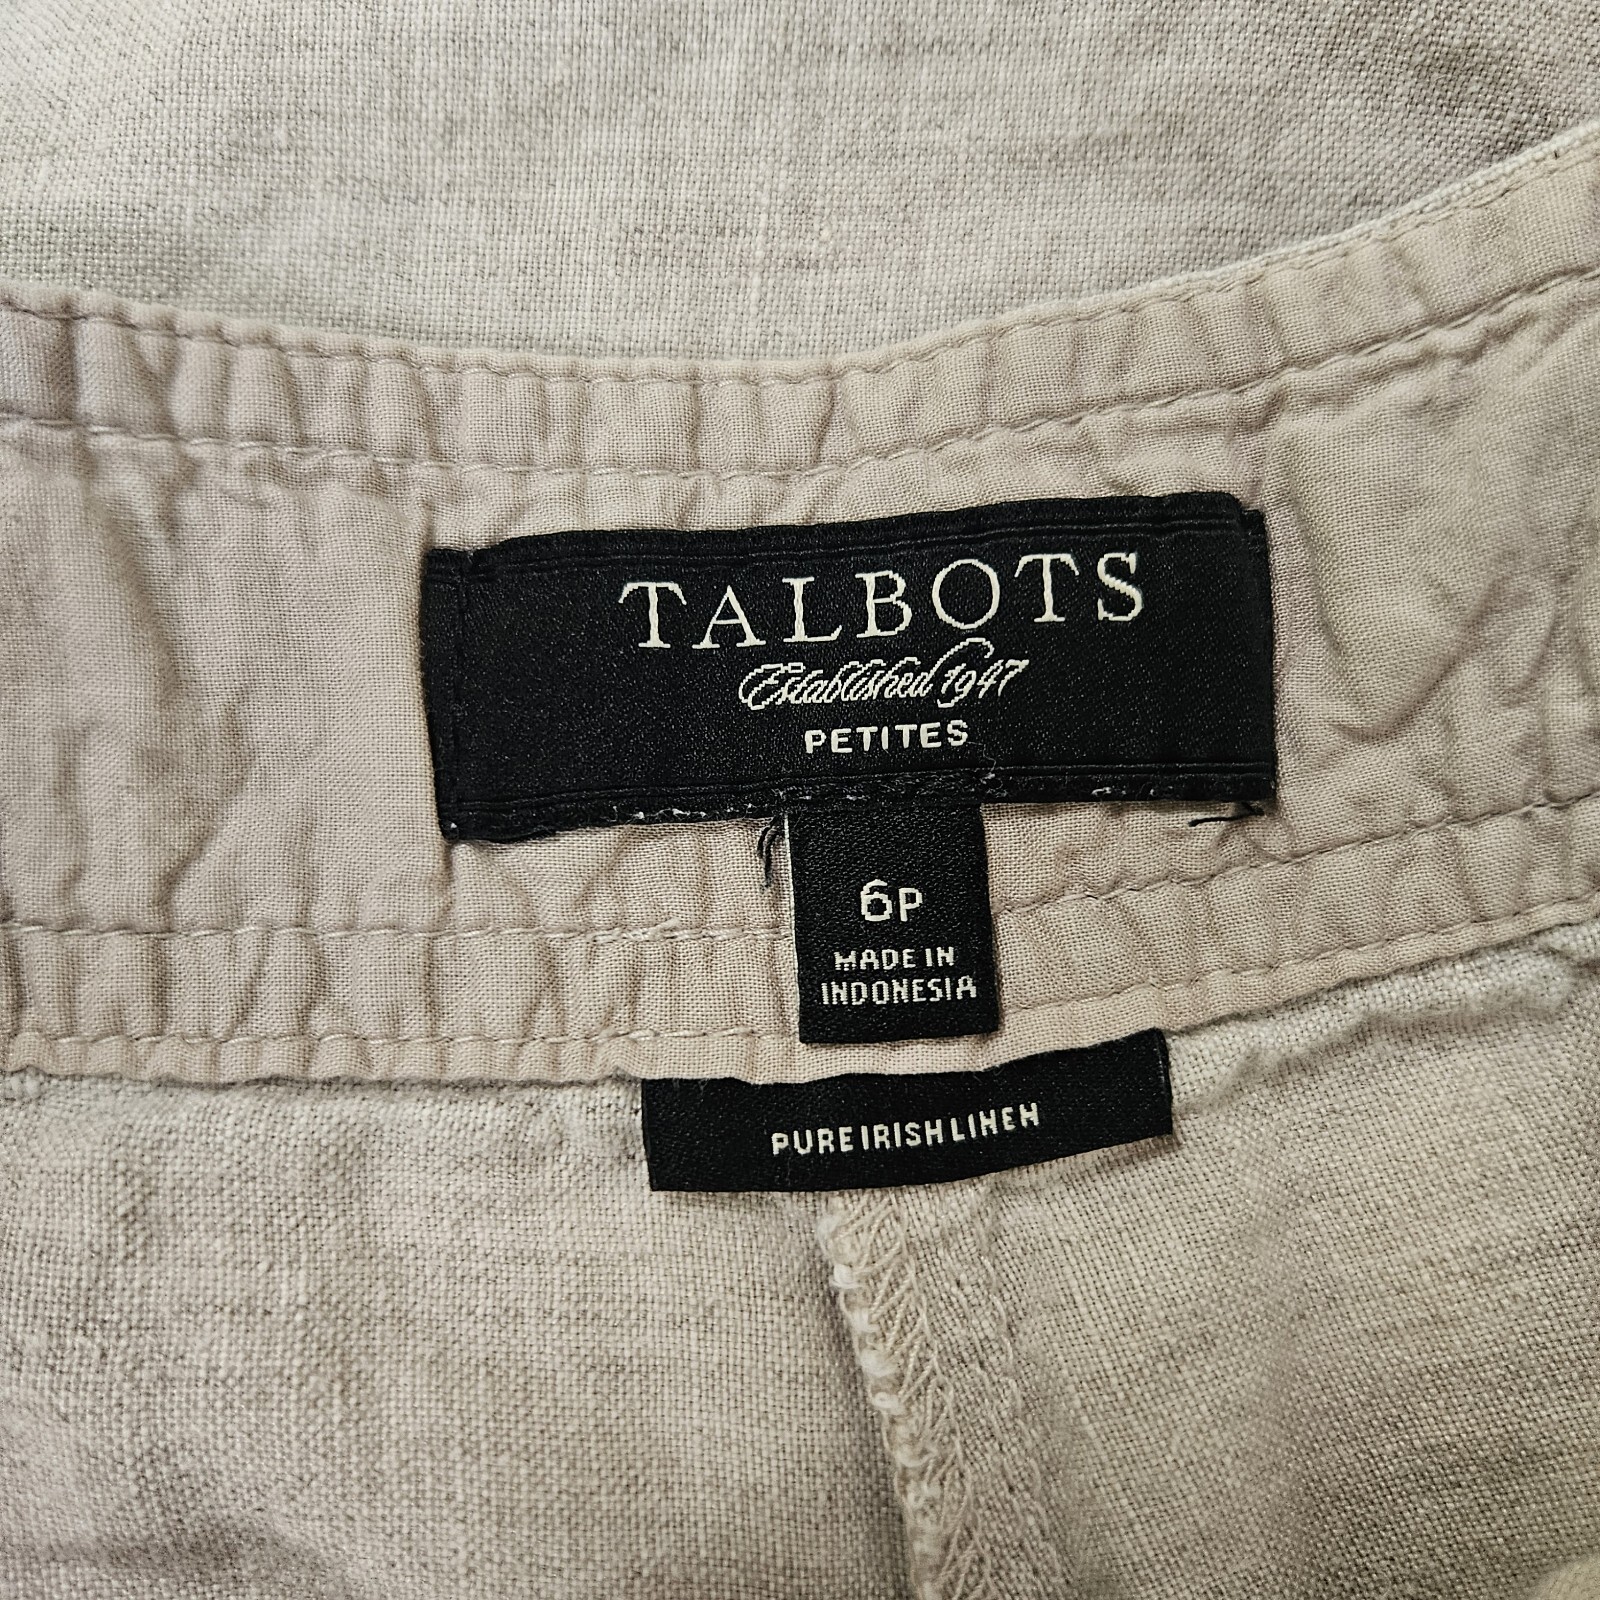 TALBOTS
Established 1947
PETITES
6P
MADE IN
INDONESIA
PURE IRISH LINEN